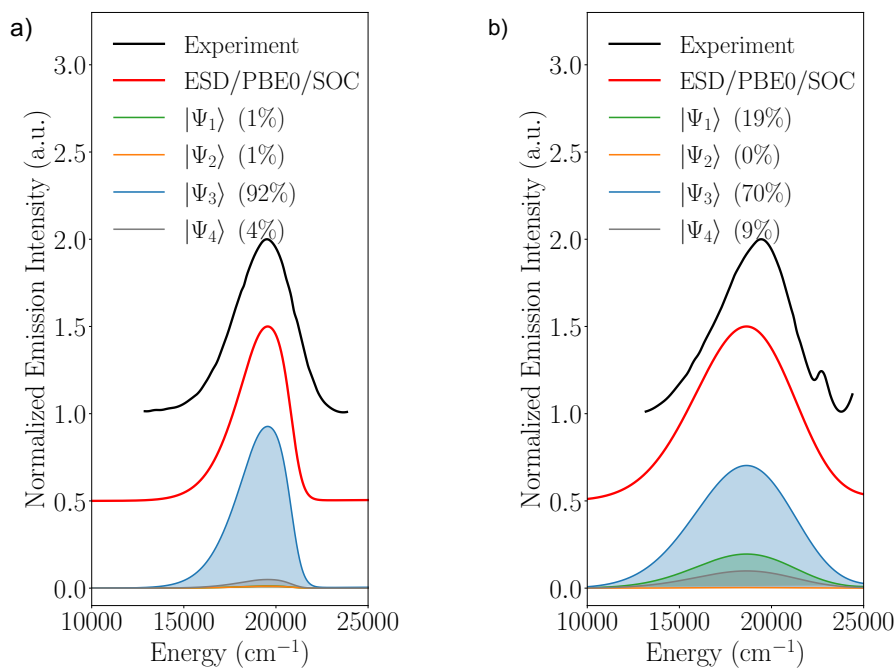 a)
Normalized Emission Intensity (a.u.)
3.0
2.5
2.0
1.5
1.0
0.5
0.0
Experiment
ESD/PBE0/SOC
|Ψ₁⟩ (1%)
|Ψ₂⟩ (1%)
|Ψ₃⟩ (92%)
|Ψ₄⟩ (4%)
10000 15000 20000 25000
Energy (cm⁻¹)
b)
Normalized Emission Intensity (a.u.)
3.0
2.5
2.0
1.5
1.0
0.5
0.0
Experiment
ESD/PBE0/SOC
|Ψ₁⟩ (19%)
|Ψ₂⟩ (0%)
|Ψ₃⟩ (70%)
|Ψ₄⟩ (9%)
10000 15000 20000 25000
Energy (cm⁻¹)